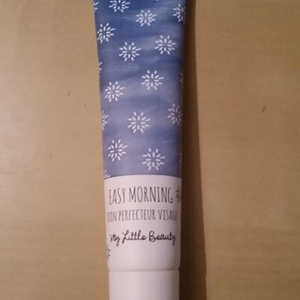 EASY MORNING
SOIN PERFECTEUR VISAGE
My Little Beauty